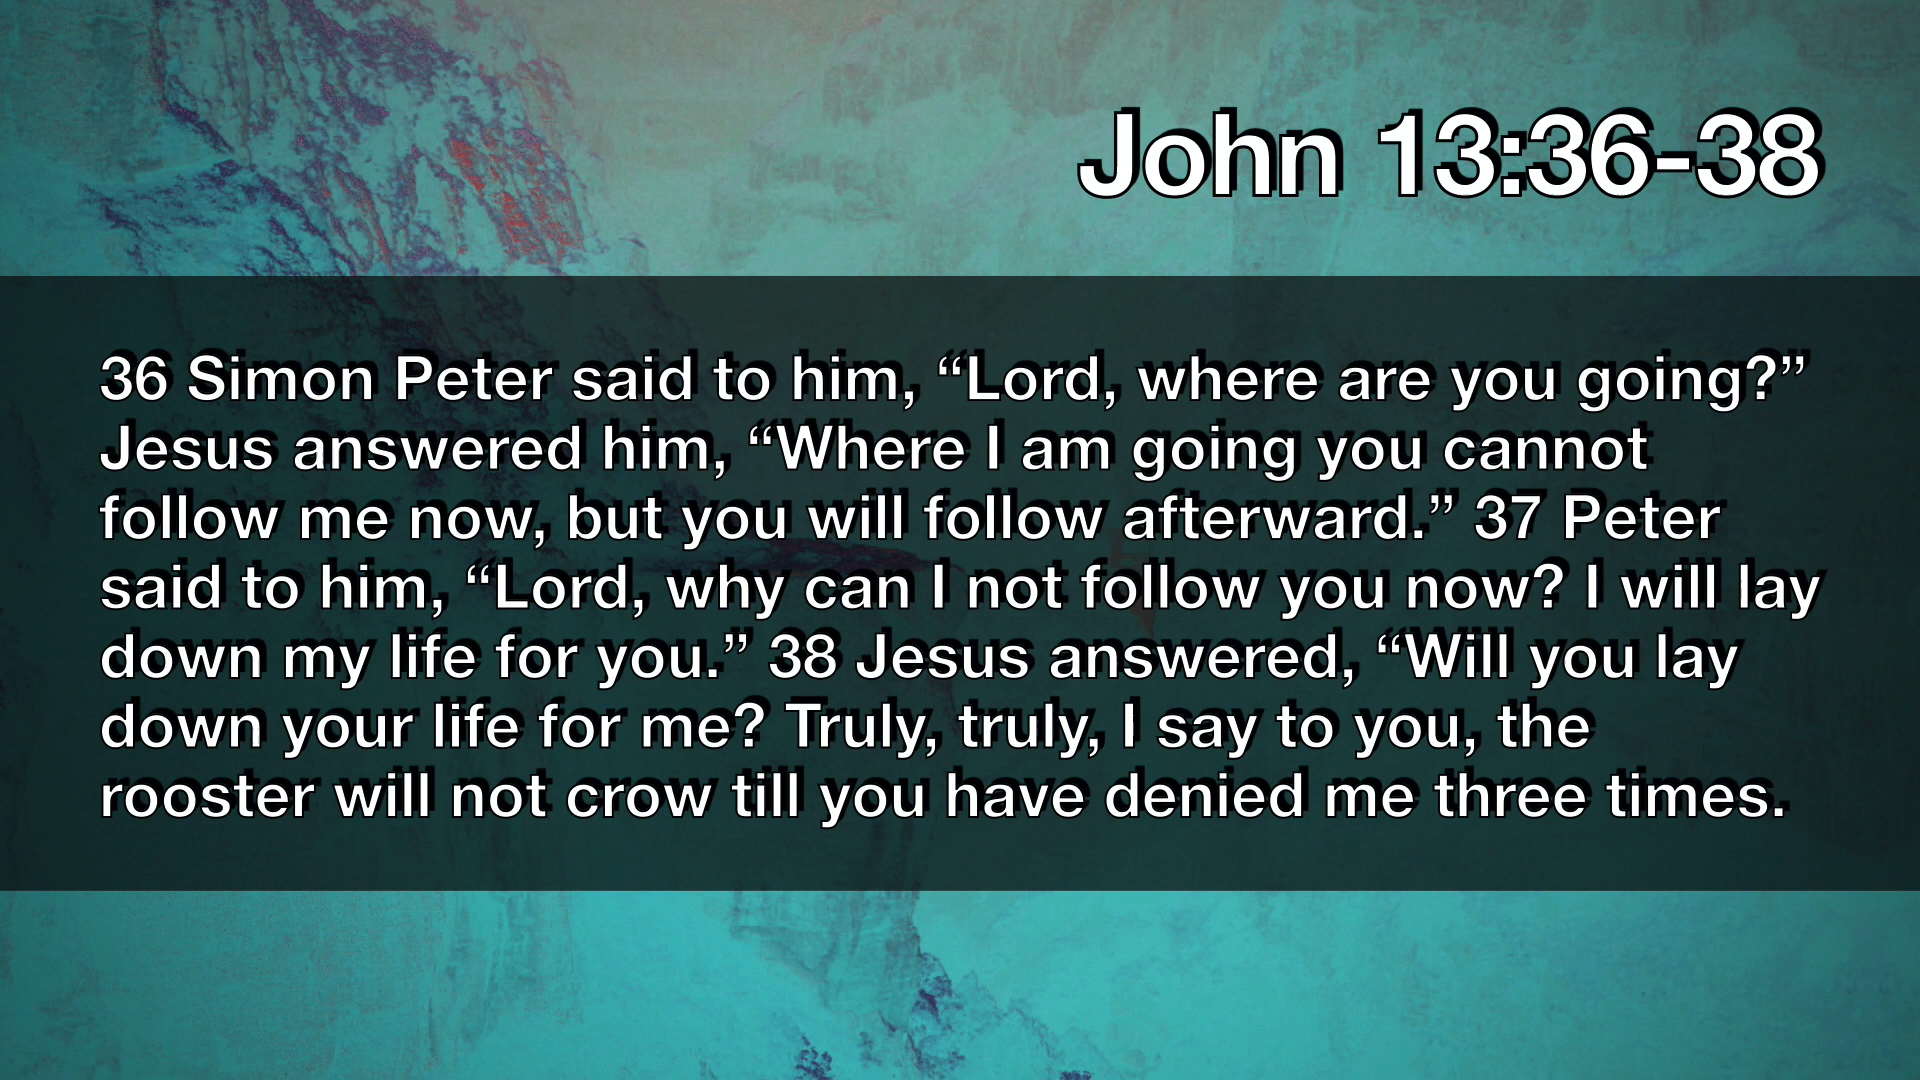 John 13:36-38
36 Simon Peter said to him, “Lord, where are you going?”
Jesus answered him, “Where I am going you cannot
follow me now, but you will follow afterward.” 37 Peter
said to him, “Lord, why can I not follow you now? I will lay
down my life for you.” 38 Jesus answered, “Will you lay
down your life for me? Truly, truly, I say to you, the
rooster will not crow till you have denied me three times.